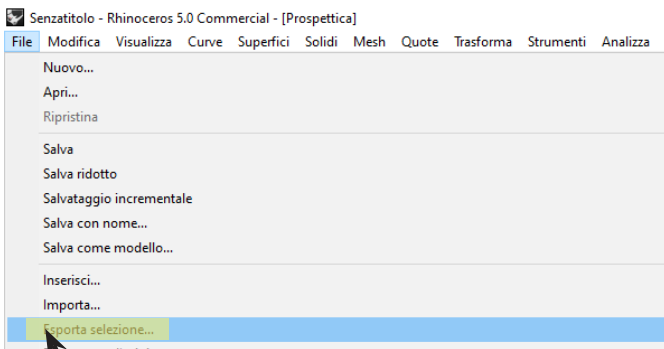 Senzatitolo - Rhinoceros 5.0 Commercial - [Prospettica]
File Modifica Visualizza Curve Superfici Solidi Mesh Quote Trasforma Strumenti Analizza
Nuovo...
Apri...
Ripristina
Salva
Salva ridotto
Salvataggio incrementale
Salva con nome...
Salva come modello...
Inserisci...
Importa...
Esporta selezione...